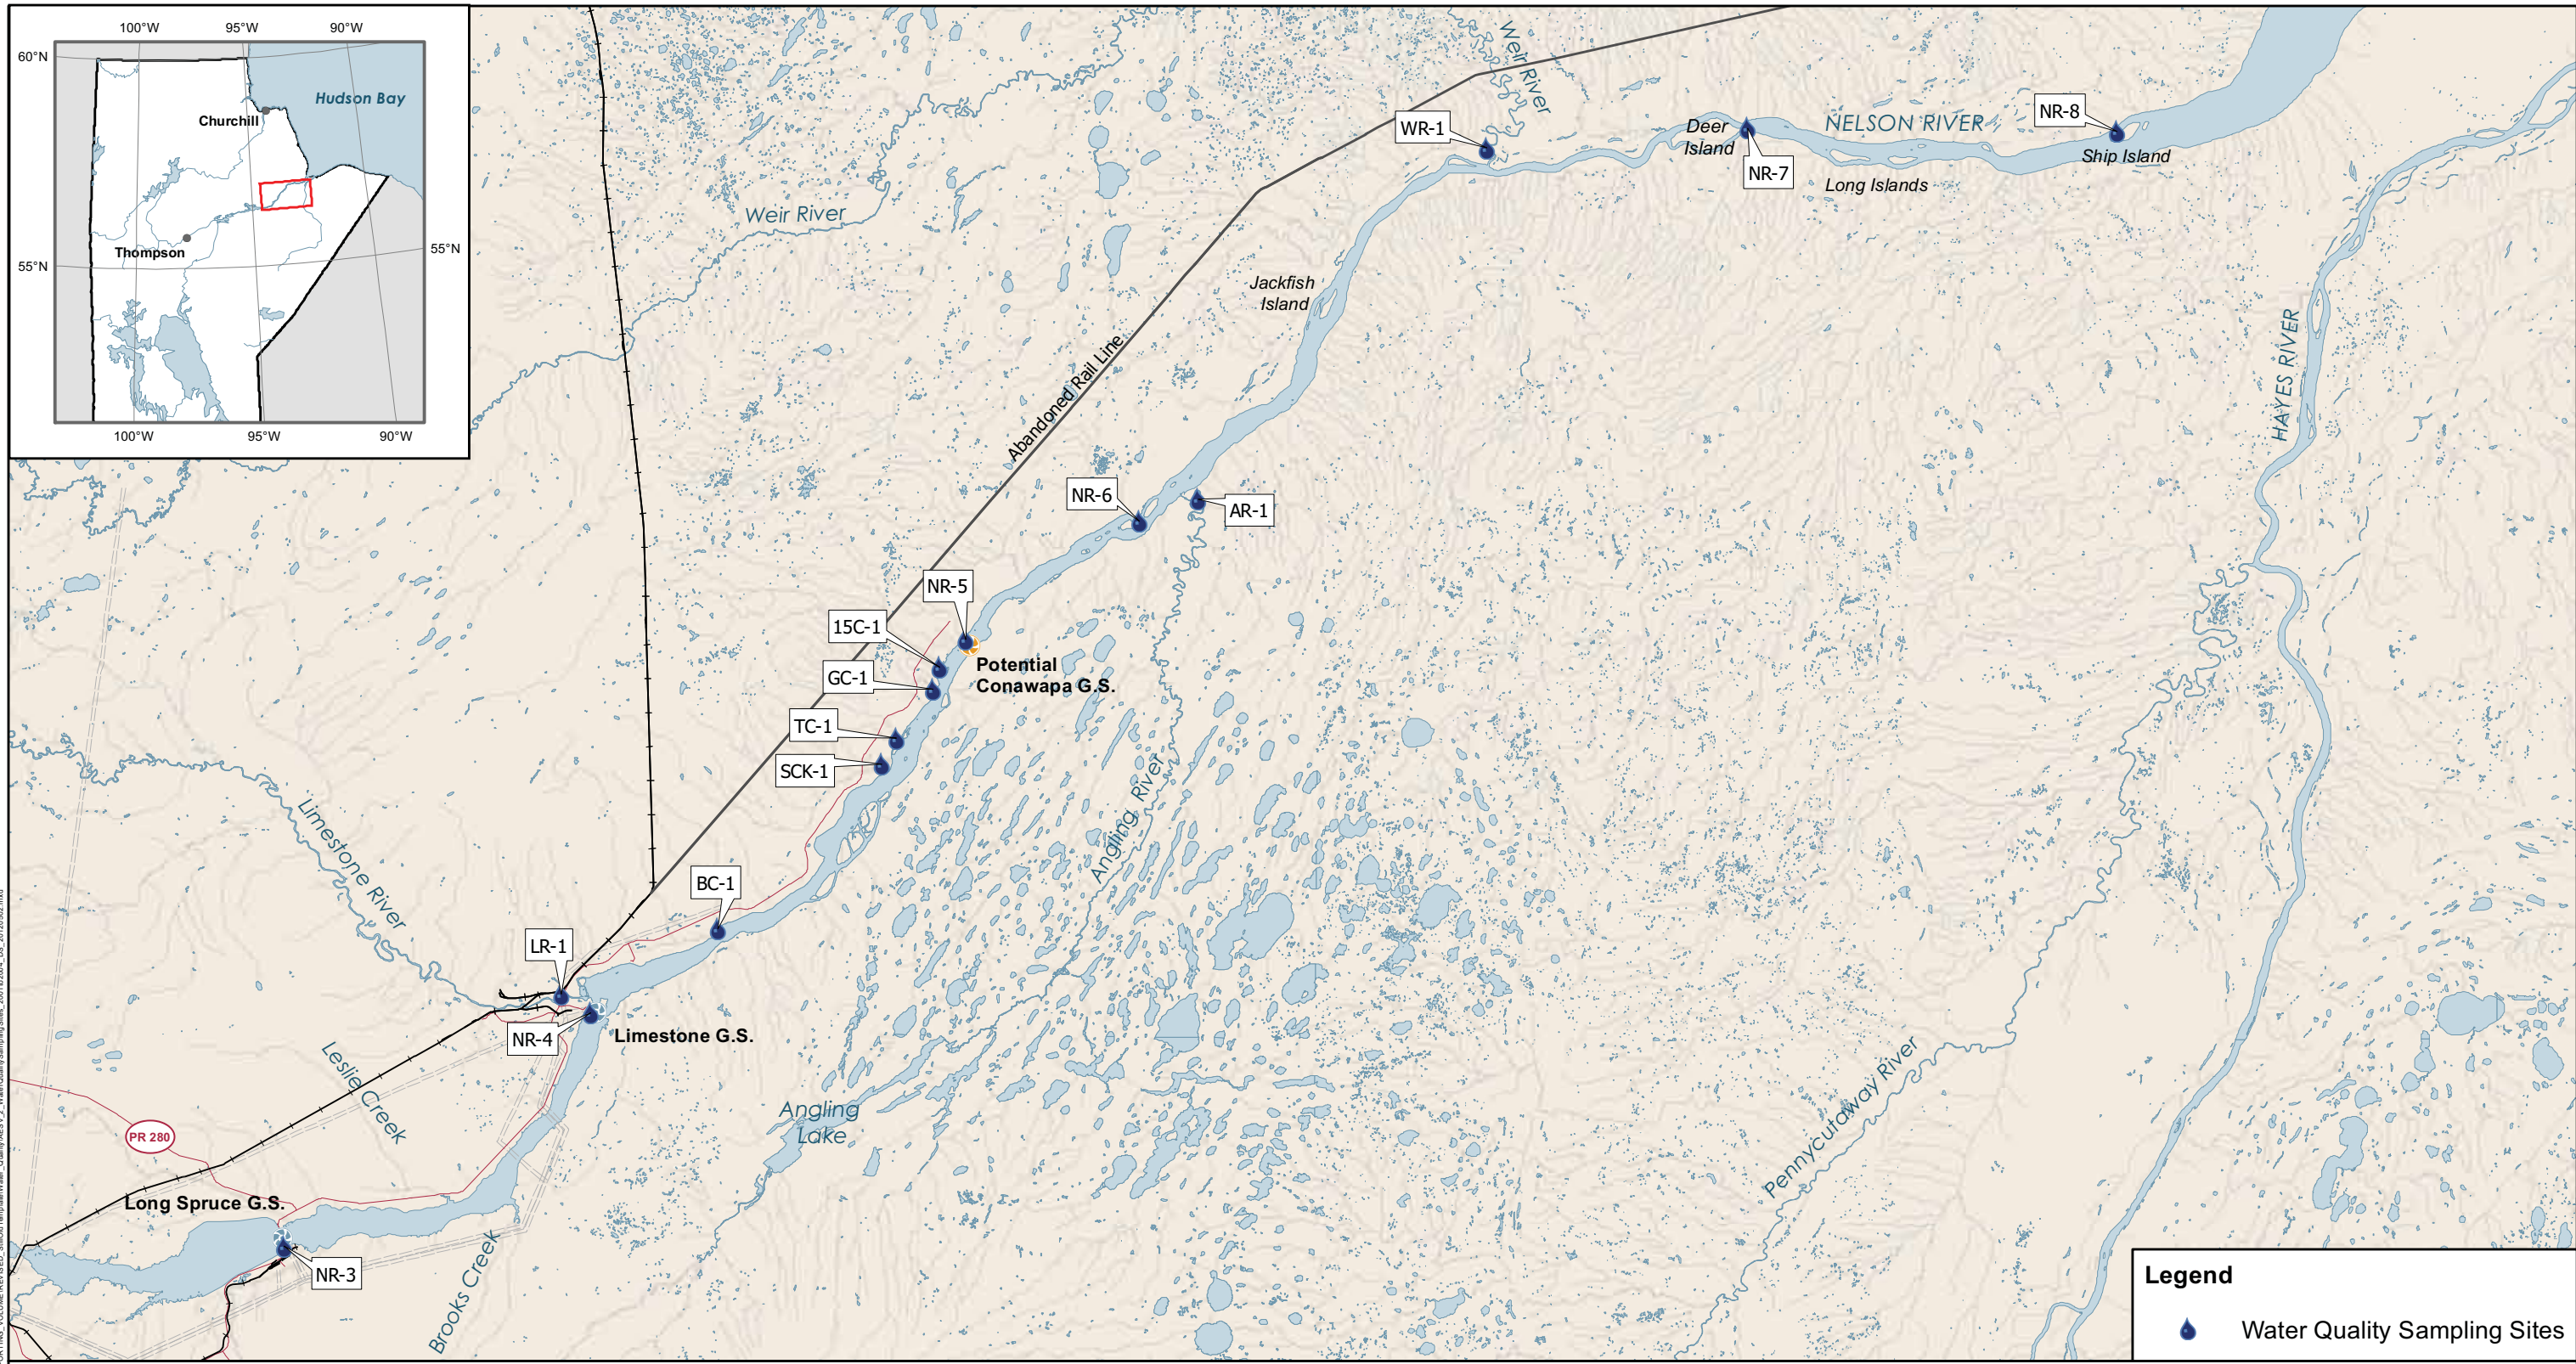 100°W
95°W
90°W
60°N
Hudson Bay
Churchill
Thompson
55°N
55°N
100°W
95°W
90°W
Weir River
WR-1
Deer
Island
NR-7
NELSON RIVER
Long Islands
NR-8
Ship Island
Weir River
Jackfish
Island
HAYES RIVER
Abandoned Rail Line
NR-6
AR-1
NR-5
15C-1
GC-1
Potential
Conawapa G.S.
TC-1
SCK-1
Angling River
Limestone River
BC-1
LR-1
NR-4
Limestone G.S.
Leslie Creek
Angling
Lake
Pennycutaway River
PR 280
Long Spruce G.S.
NR-3
Brooks Creek
Legend
Water Quality Sampling Sites